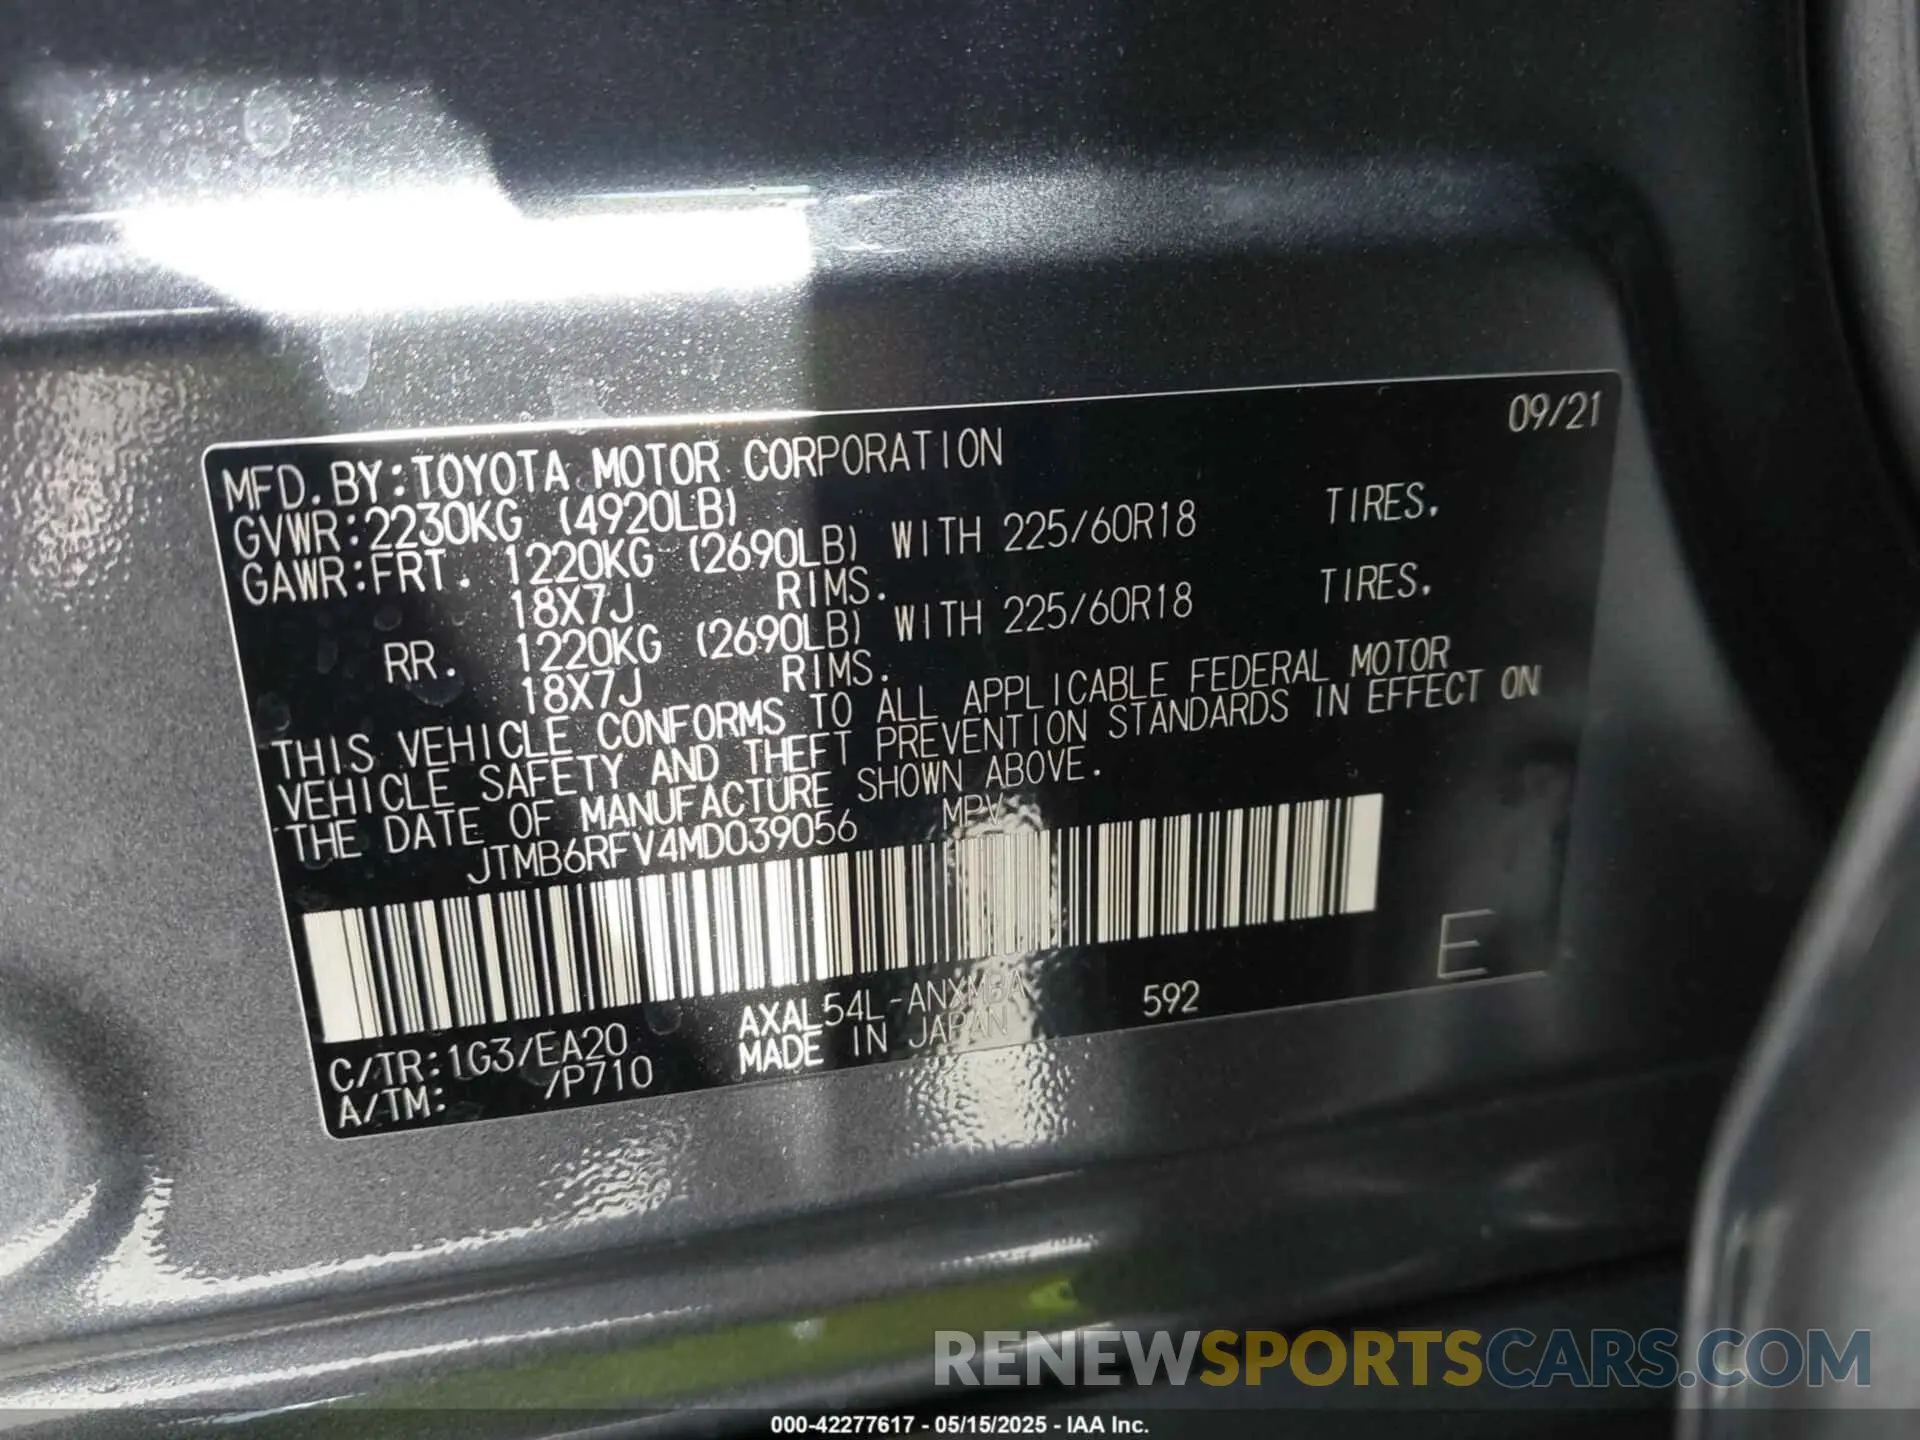 09/21
MFD. BY: TOYOTA MOTOR CORPORATION
GVWR: 2230KG (4920LB)
GAWR: FRT. 1220KG (2690LB) WITH 225/60R18 TIRES.
18X7J RIMS.
RR. 1220KG (2690LB) WITH 225/60R18 TIRES.
18X7J RIMS.
THIS VEHICLE CONFORMS TO ALL APPLICABLE FEDERAL MOTOR
VEHICLE SAFETY AND THEFT PREVENTION STANDARDS IN EFFECT ON
THE DATE OF MANUFACTURE SHOWN ABOVE.
JTMB6RFV4MD039056 MPV
E
C/TR: 1G3/EA20 AXAL54L-ANXMBA 592
A/TM: /P710 MADE IN JAPAN
RENEWSPORTSCARS.COM
000-42277617 - 05/15/2025 - IAA Inc.